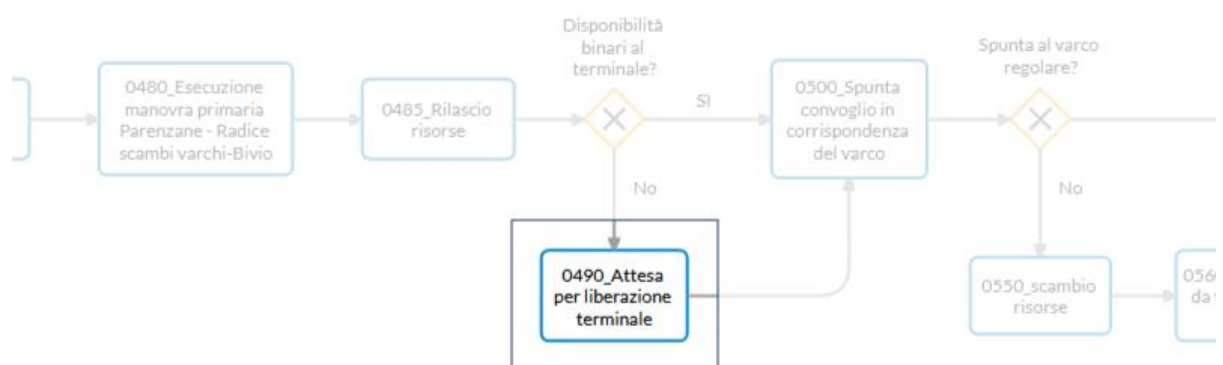 Disponibilità
binari al
terminale?
Spunta al varco
regolare?
0480_Esecuzione
manovra primaria
Parenzane - Radice
scambi varchi-Bivio
0485_Rilascio
risorse
SI
0500_Spunta
convoglio in
corrispondenza
del varco
No
No
0490_Attesa
per liberazione
terminale
0550_scambio
risorse
da